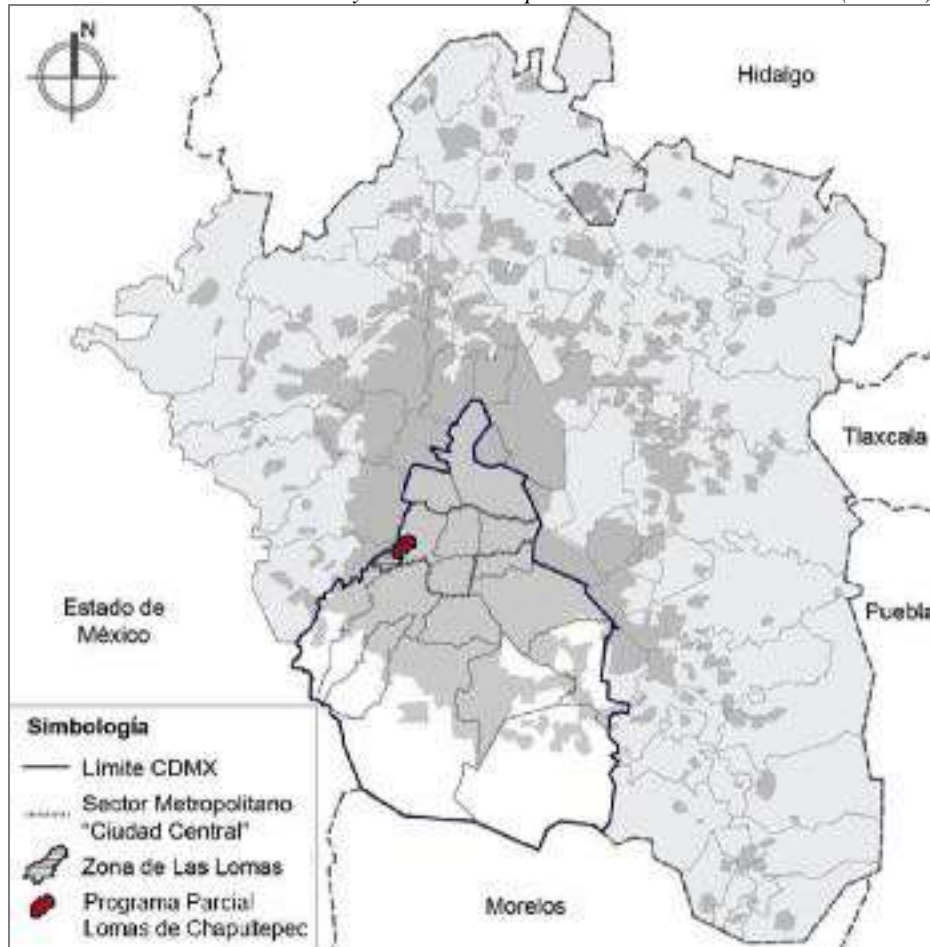 N
Hidalgo
Tlaxcala
Puebla
Estado de
México
Morelos
Simbología
Límite CDMX
Sector Metropolitano
"Ciudad Central"
Zona de Las Lomas
Programa Parcial
Lomas de Chapultepec